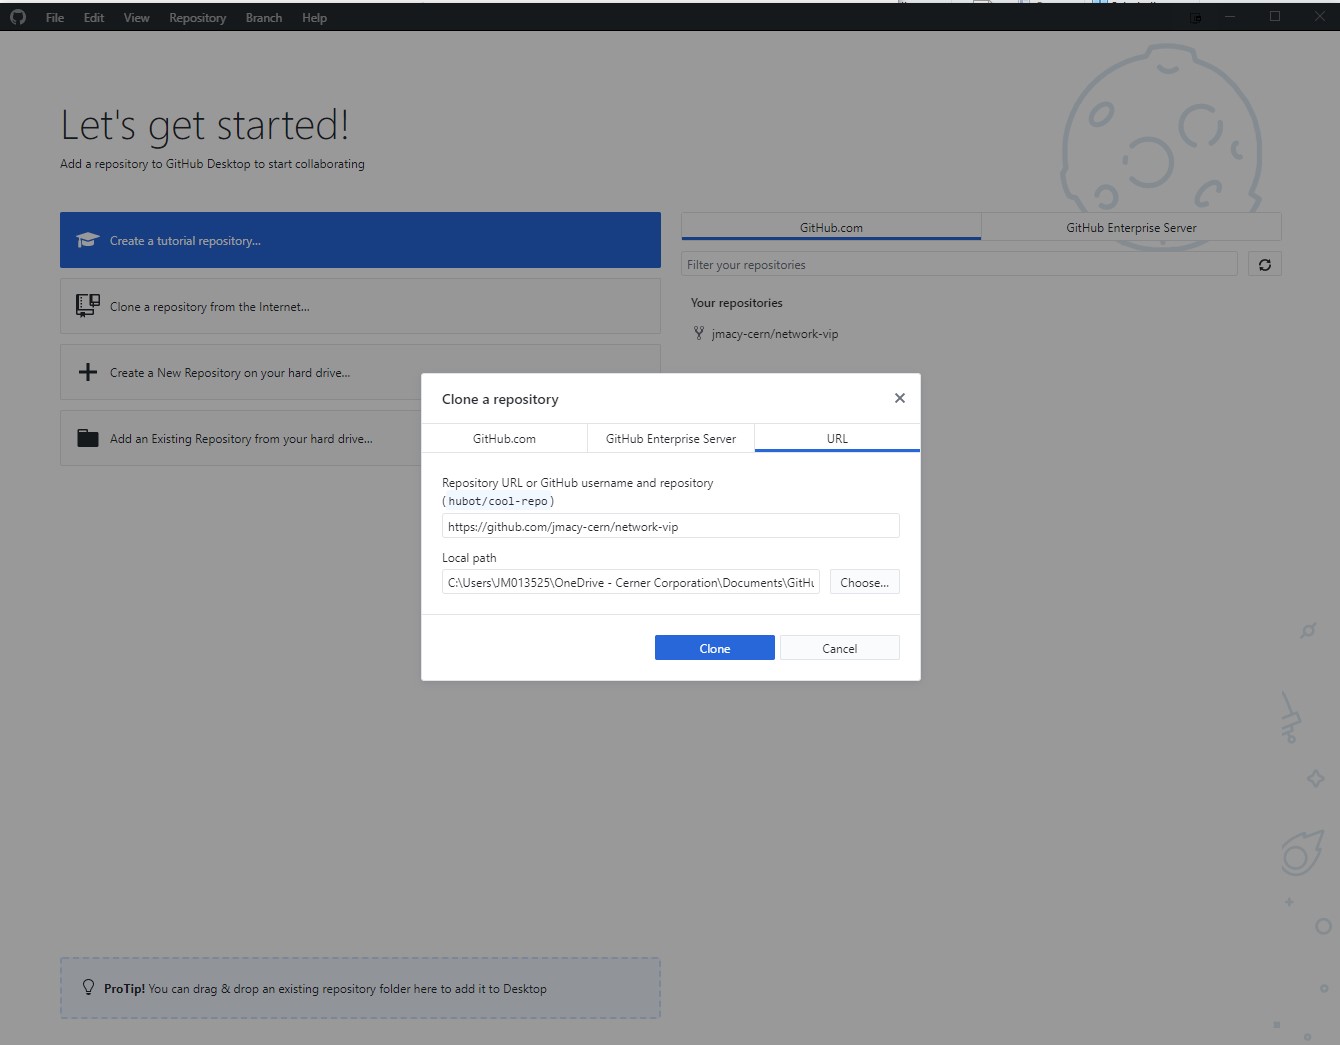 File Edit View Repository Branch Help
Let's get started!
Add a repository to GitHub Desktop to start collaborating
Create a tutorial repository...
Clone a repository from the Internet...
Create a New Repository on your hard drive...
Add an Existing Repository from your hard drive...
GitHub.com
GitHub Enterprise Server
Filter your repositories
Your repositories
jmacy-cern/network-vip
Clone a repository
GitHub.com
GitHub Enterprise Server
URL
Repository URL or GitHub username and repository
(hubot/cool-repo)
https://github.com/jmacy-cern/network-vip
Local path
C:\Users\JM013525\OneDrive - Cerner Corporation\Documents\GitHu
Choose...
Clone
Cancel
ProTip! You can drag & drop an existing repository folder here to add it to Desktop